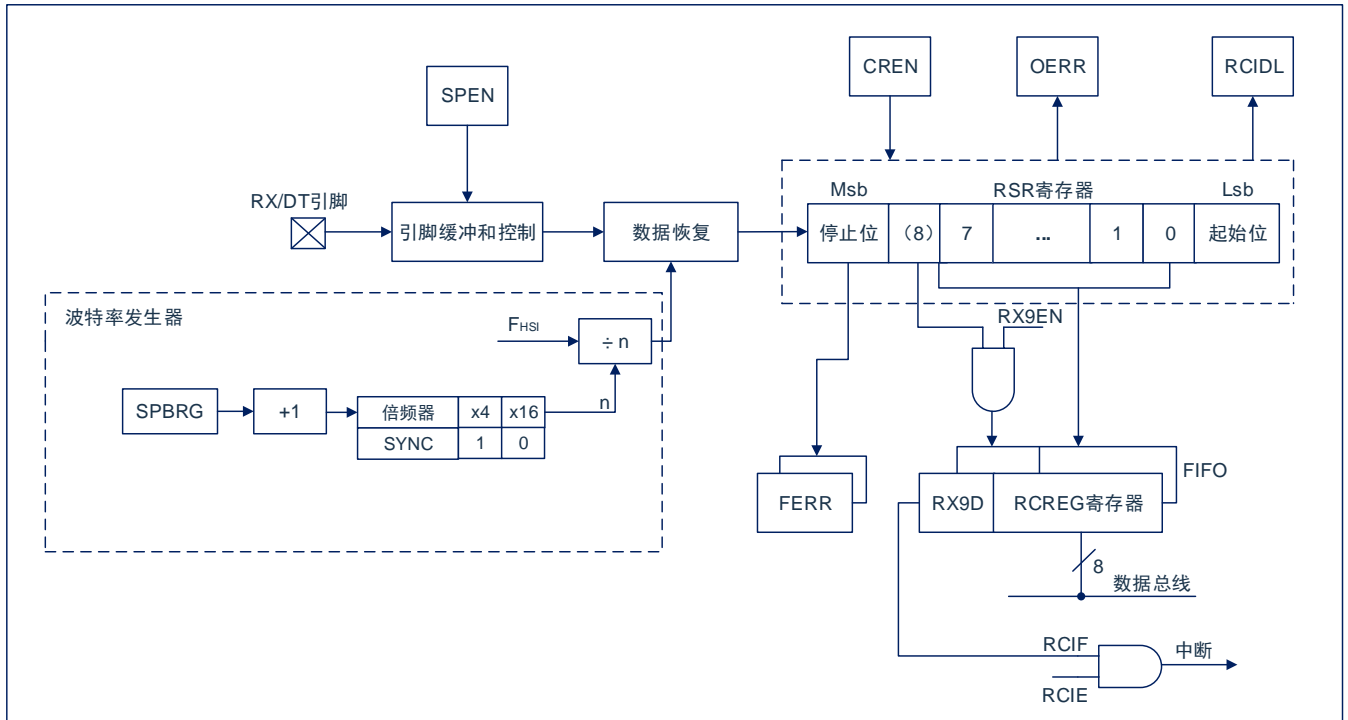 CREN
OERR
RCIDL
SPEN
Msb
RSR寄存器
Lsb
RX/DT引脚
引脚缓冲和控制
数据恢复
停止位
（8）
7
...
1
0
起始位
波特率发生器
FHSI
÷ n
RX9EN
SPBRG
+1
倍频器
x4
x16
n
SYNC
1
0
FIFO
FERR
RX9D
RCREG寄存器
8
数据总线
RCIF
中断
RCIE